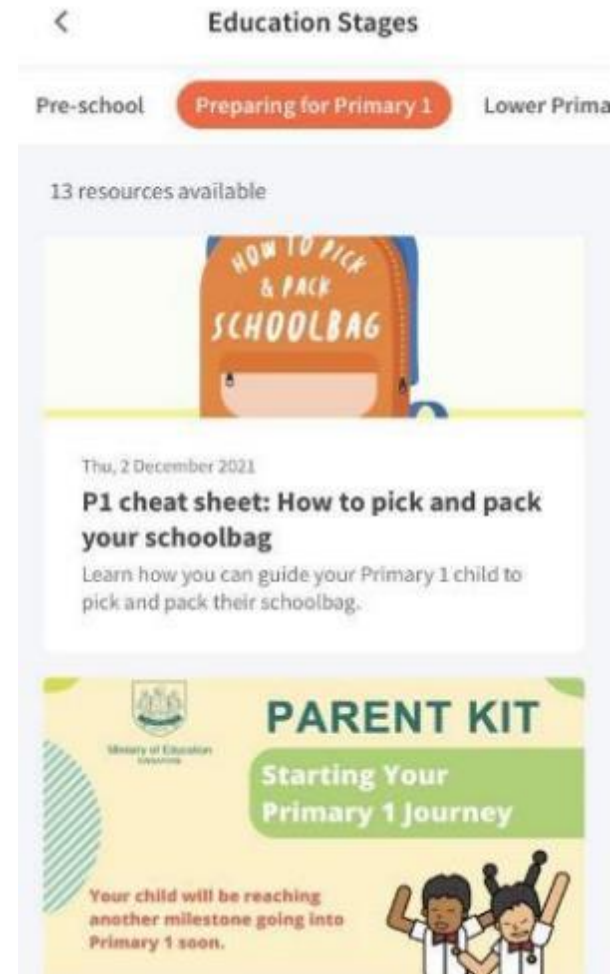 Education Stages
Pre-school Preparing for Primary 1 Lower Prima
13 resources available
HOW TO PICK
& PACK
SCHOOLBAG
Thu, 2 December 2021
P1 cheat sheet: How to pick and pack
your schoolbag
Learn how you can guide your Primary 1 child to
pick and pack their schoolbag.
Ministry of Education
SINGAPORE
PARENT KIT
Starting Your
Primary 1 Journey
Your child will be reaching
another milestone going into
Primary 1 soon.